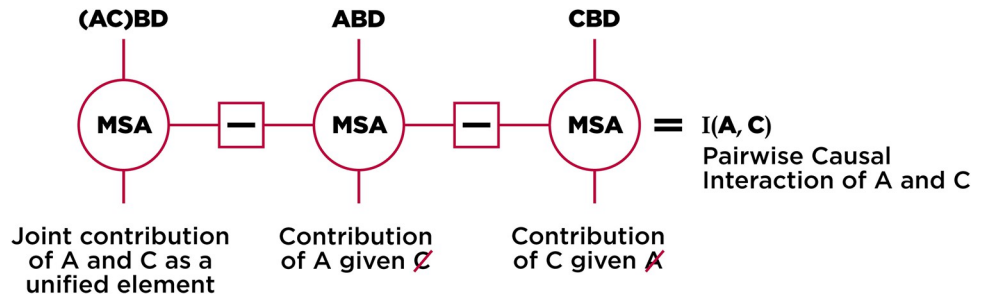 (AC)BD
ABD
CBD
MSA
—
MSA
—
MSA
= I(A, C)
Pairwise Causal
Interaction of A and C
Joint contribution
of A and C as a
unified element
Contribution
of A given C̸
Contribution
of C given A̸